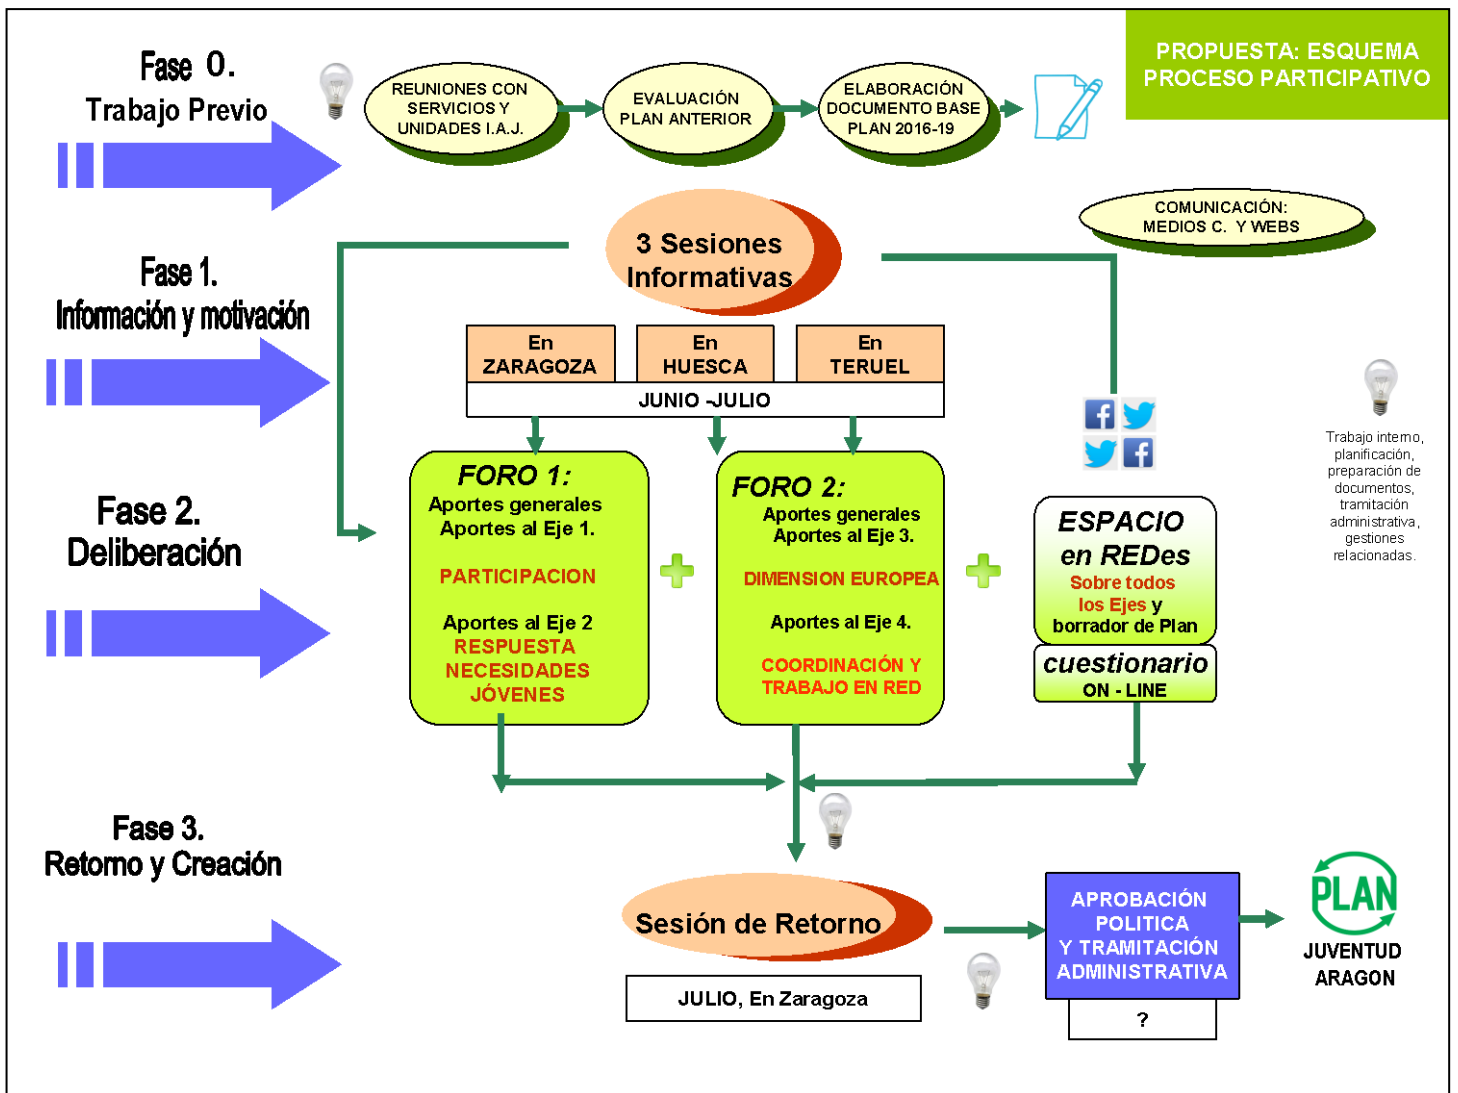 PROPUESTA: ESQUEMA
PROCESO PARTICIPATIVO
Fase 0.
Trabajo Previo
REUNIONES CON
SERVICIOS Y
UNIDADES I.A.J.
EVALUACIÓN
PLAN ANTERIOR
ELABORACIÓN
DOCUMENTO BASE
PLAN 2016-19
COMUNICACIÓN:
MEDIOS C. Y WEBS
Fase 1.
Información y motivación
3 Sesiones
Informativas
En
ZARAGOZA
En
HUESCA
En
TERUEL
JUNIO -JULIO
Trabajo interno,
planificación,
preparación de
documentos,
tramitación
administrativa,
gestiones
relacionadas.
Fase 2.
Deliberación
FORO 1:
Aportes generales
Aportes al Eje 1.
PARTICIPACION
Aportes al Eje 2
RESPUESTA
NECESIDADES
JÓVENES
FORO 2:
Aportes generales
Aportes al Eje 3.
DIMENSION EUROPEA
Aportes al Eje 4.
COORDINACIÓN Y
TRABAJO EN RED
ESPACIO
en REDes
Sobre todos
los Ejes y
borrador de Plan
cuestionario
ON - LINE
Fase 3.
Retorno y Creación
Sesión de Retorno
JULIO, En Zaragoza
APROBACIÓN
POLITICA
Y TRAMITACIÓN
ADMINISTRATIVA
?
PLAN
JUVENTUD
ARAGON